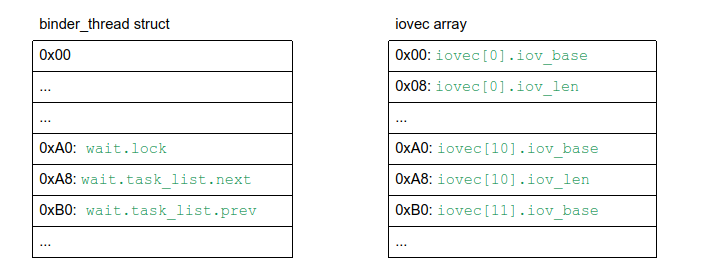 binder_thread struct
0x00
...
...
0xA0: wait.lock
0xA8: wait.task_list.next
0xB0: wait.task_list.prev
...
iovec array
0x00: iovec[0].iov_base
0x08: iovec[0].iov_len
...
0xA0: iovec[10].iov_base
0xA8: iovec[10].iov_len
0xB0: iovec[11].iov_base
...